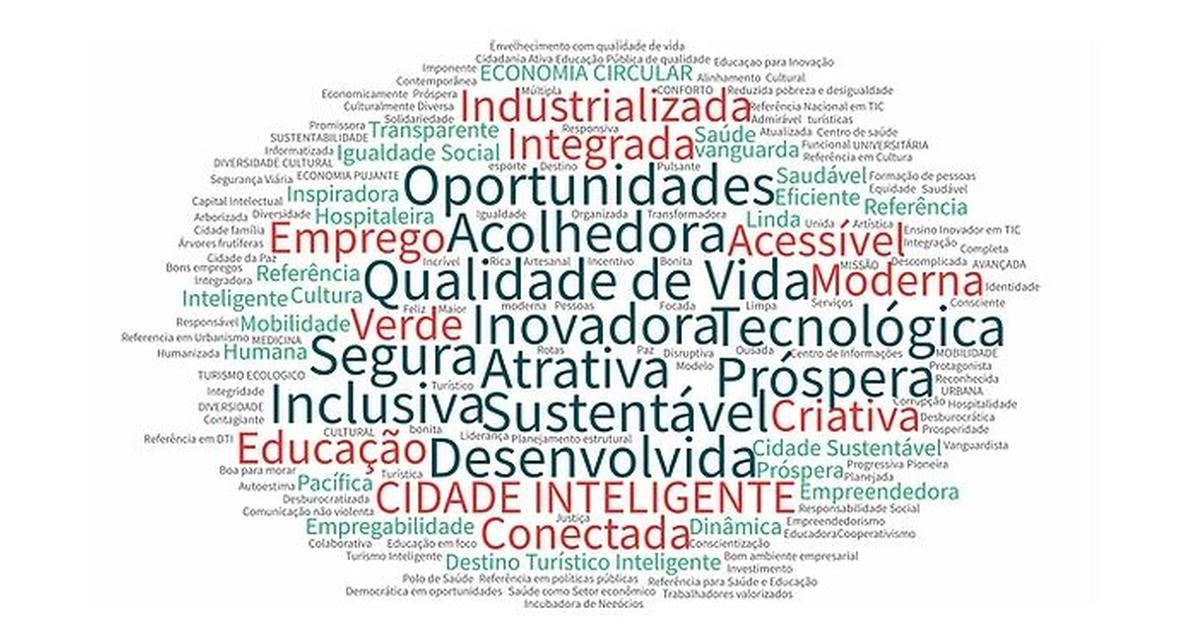 Envelhecimento com qualidade de vida
Cidadania Ativa Educação Pública de qualidade Educaçao para Inovação
Imponente ECONOMIA CIRCULAR Alinhamento Cultural
Contemporânea Múltipla CONFORTO Reduzida pobreza e desigualdade
Economicamente Próspera Industrializada Referência Nacional em TIC
Culturalmente Diversa
Solidariedade Admirável turísticas
Promissora Transparente Responsiva Saúde Atualizada Centro de saúde
SUSTENTABILIDADE Integrada Funcional UNIVERSITÁRIA
Informatizada Igualdade Social vanguarda Referência em Cultura
DIVERSIDADE CULTURAL esporte Destino Pulsante
Segurança Viária ECONOMIA PUJANTE Oportunidades Saudável Formação de pessoas
Inspiradora Eficiente Equidade Saudável
Capital Intelectual Referência
Arborizada Diversidade Hospitaleira Igualdade Organizada Transformadora Linda Unida Artística
Cidade família Emprego Acolhedora Acessível Ensino Inovador em TIC
Árvores frutíferas Integração Completa
Cidade da Paz Incrível Rica Artesanal Incentivo Bonita MISSÃO Descomplicada AVANÇADA
Bons empregos Referência Qualidade de Vida Moderna Identidade
Integradora
Inteligente Cultura Feliz Maior moderna Pessoas Focada Limpa Serviços Consciente
Responsável Mobilidade Verde Inovadora Tecnológica
Referencia em Urbanismo MEDICINA
Humanizada Humana Segura Rotas Paz Disruptiva Ousada Centro de Informações MOBILIDADE
Atrativa Modelo Próspera Protagonista
TURISMO ECOLOGICO Turístico Reconhecida
Integridade Inclusiva URBANA
DIVERSIDADE Sustentável Criativa Corrupção Hospitalidade
Contagiante Desburocrática
CULTURAL bonita Liderança Planejamento estrutural Prosperidade
Referência em DTI Educação Desenvolvida Cidade Sustentável Vanguardista
Boa para morar Turística Próspera Progressiva Pioneira
Autoestima Pacífica Planejada
Desburocratizada CIDADE INTELIGENTE Empreendedora
Comunicação não violenta Justiça Responsabilidade Social
Empregabilidade Conectada Dinâmica Empreendedorismo
Educadora Cooperativismo
Colaborativa Educação em foco Conscientização
Turismo Inteligente Destino Turístico Inteligente Bom ambiente empresarial
Investimento
Polo de Saúde Referência em políticas públicas Referência para Saúde e Educação
Democrática em oportunidades Saúde como Setor econômico Trabalhadores valorizados
Incubadora de Negócios